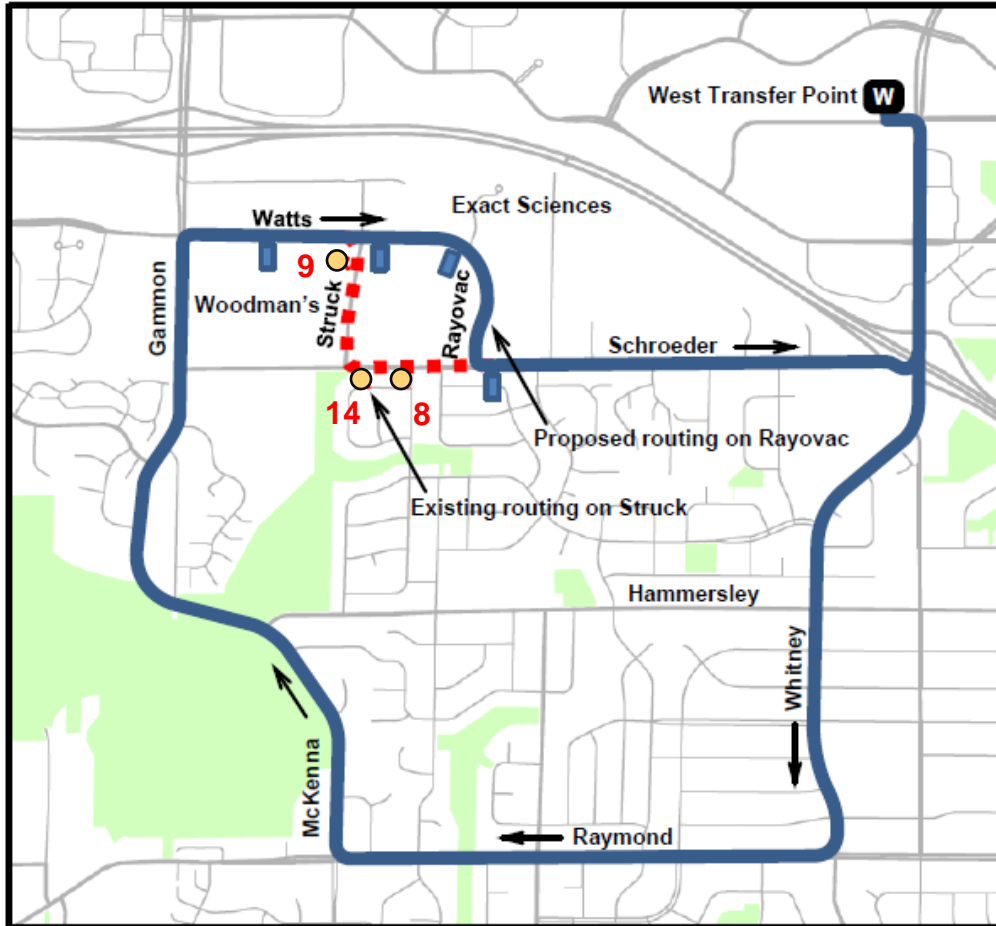 West Transfer Point W
Exact Sciences
Watts
9
Woodman's
Struck
Rayovac
Gammon
Schroeder
14
8
Proposed routing on Rayovac
Existing routing on Struck
Hammersley
Whitney
McKenna
Raymond